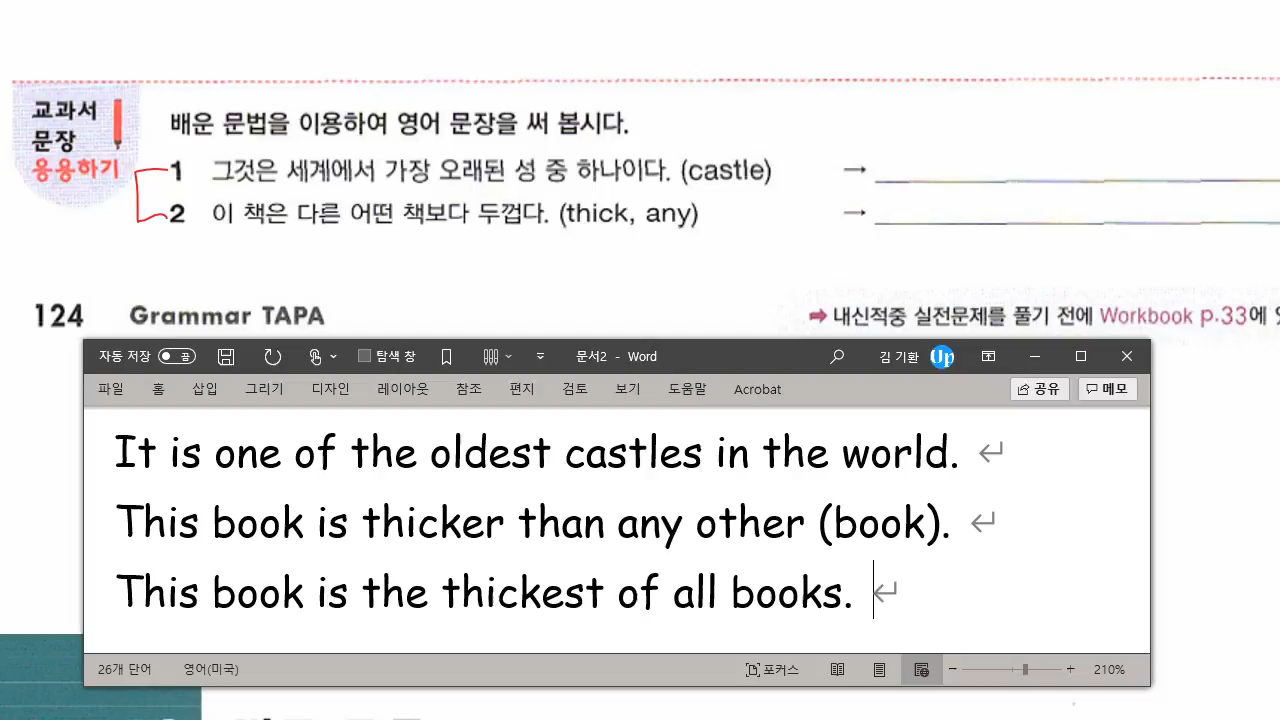 교과서
문장
응용하기
배운 문법을 이용하여 영어 문장을 써 봅시다.
1 그것은 세계에서 가장 오래된 성 중 하나이다. (castle) →
2 이 책은 다른 어떤 책보다 두껍다. (thick, any) →
124 Grammar TAPA
➡ 내신적중 실전문제를 풀기 전에 Workbook p.33에
자동 저장 끔 탐색 창 문서2 - Word 김 기환 Up
파일 홈 삽입 그리기 디자인 레이아웃 참조 편지 검토 보기 도움말 Acrobat 공유 메모
It is one of the oldest castles in the world.
This book is thicker than any other (book).
This book is the thickest of all books.
26개 단어 영어(미국) 포커스 210%